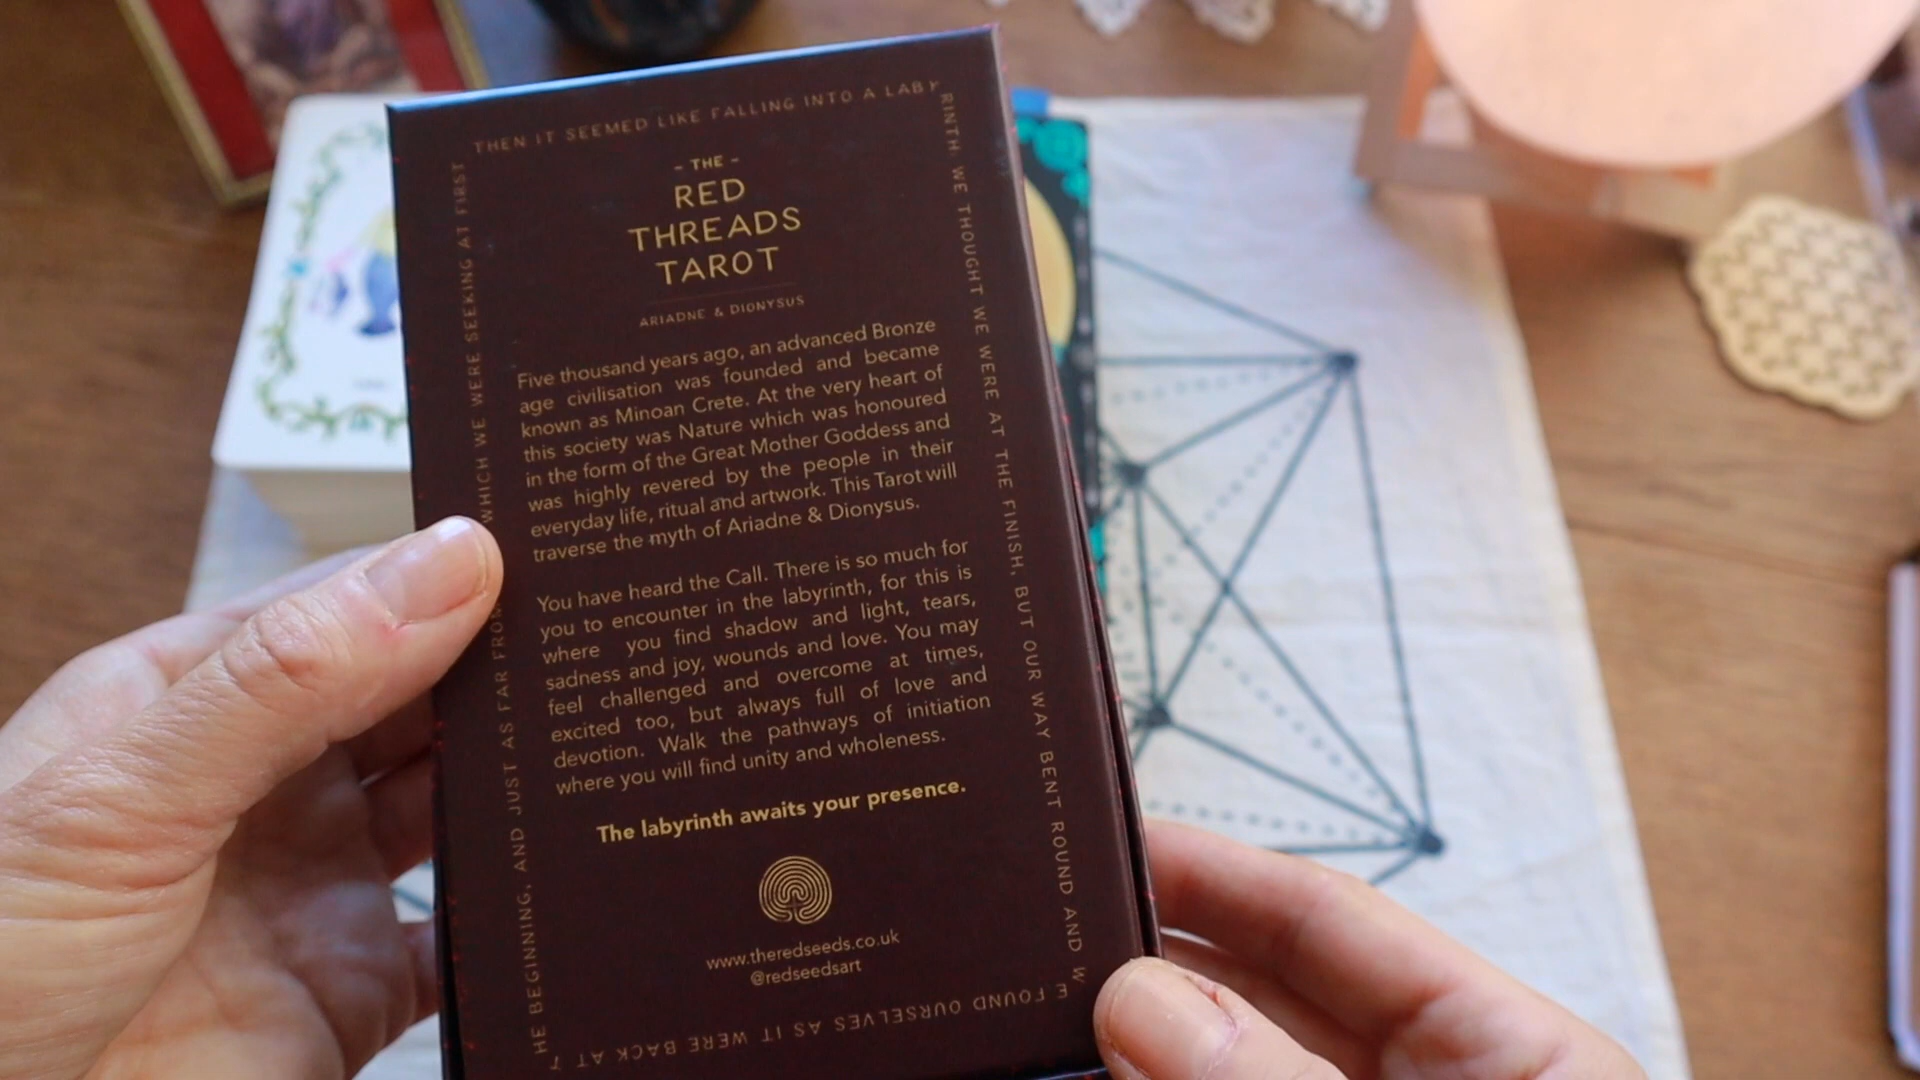 THEN IT SEEMED LIKE FALLING INTO A LABY
RINTH: WE THOUGHT WE WERE AT THE FINISH, BUT OUR WAY BENT ROUND AND W
E FOUND OURSELVES AS IT WERE BACK AT T
HE BEGINNING, AND JUST AS FAR FROM
WHICH WE WERE SEEKING AT FIRST
- THE -
RED
THREADS
TAROT
ARIADNE & DIONYSUS
Five thousand years ago, an advanced Bronze
age civilisation was founded and became
known as Minoan Crete. At the very heart of
this society was Nature which was honoured
in the form of the Great Mother Goddess and
was highly revered by the people in their
everyday life, ritual and artwork. This Tarot will
traverse the myth of Ariadne & Dionysus.
You have heard the Call. There is so much for
you to encounter in the labyrinth, for this is
where you find shadow and light, tears,
sadness and joy, wounds and love. You may
feel challenged and overcome at times,
excited too, but always full of love and
devotion. Walk the pathways of initiation
where you will find unity and wholeness.
The labyrinth awaits your presence.
www.theredseeds.co.uk
@redseedsart